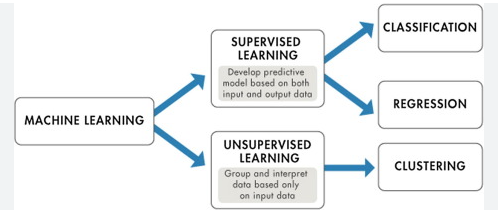 MACHINE LEARNING
SUPERVISED
LEARNING
Develop predictive
model based on both
input and output data
UNSUPERVISED
LEARNING
Group and interpret
data based only
on input data
CLASSIFICATION
REGRESSION
CLUSTERING